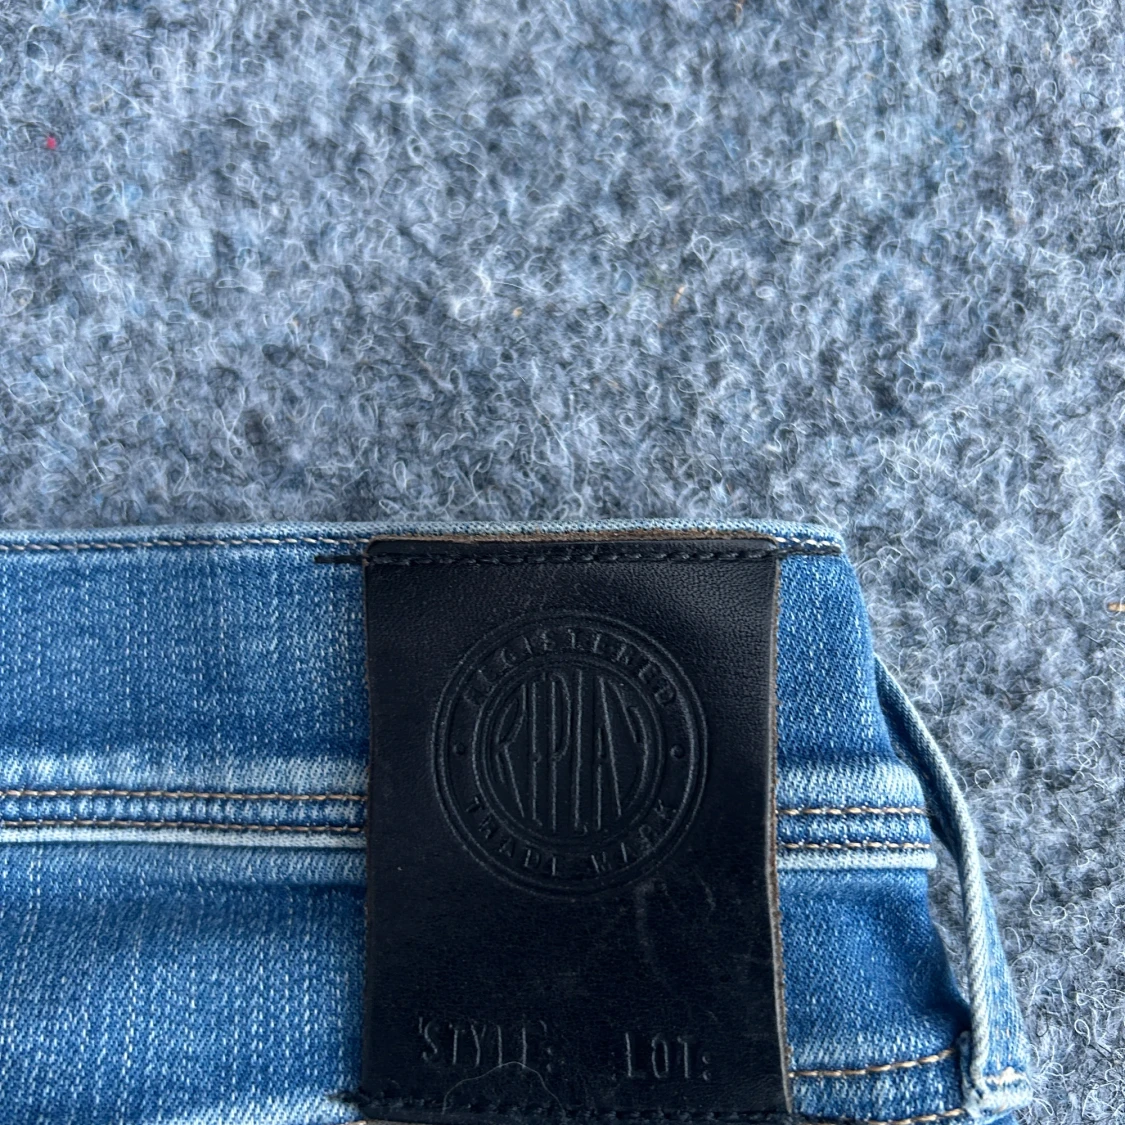 REGISTERED
REPLAY
TRADE MARK
STYLE: LOT: